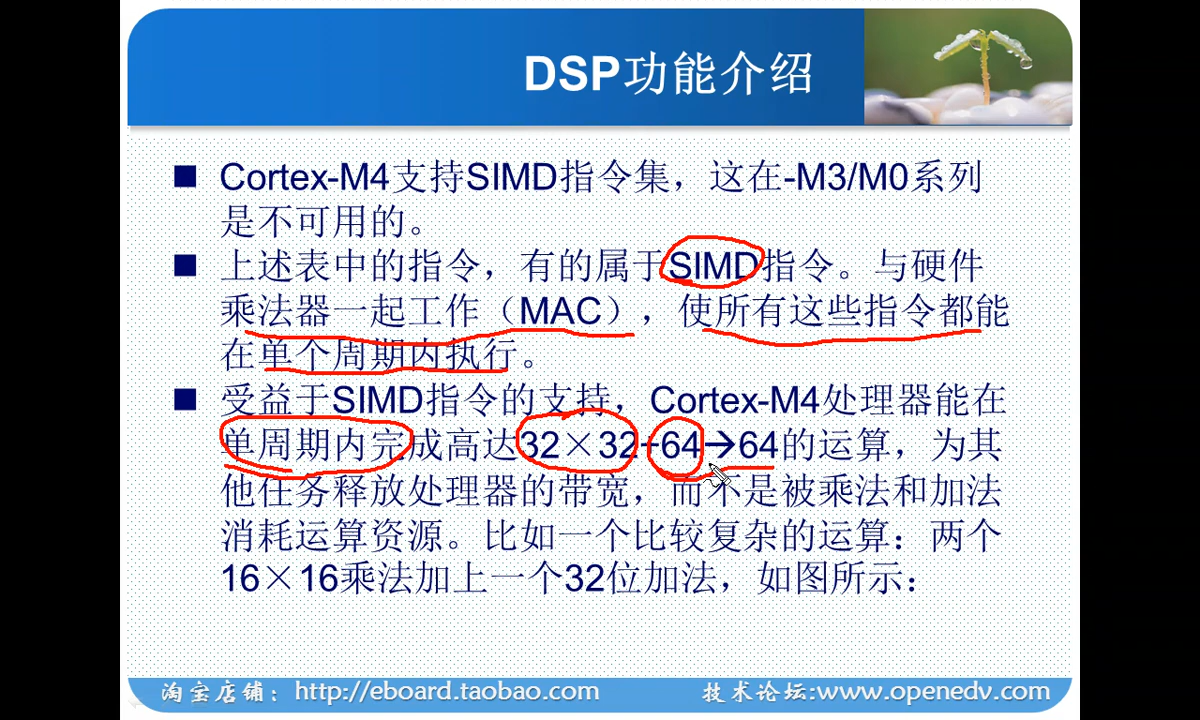 DSP功能介绍
■ Cortex-M4支持SIMD指令集，这在-M3/M0系列
是不可用的。
■ 上述表中的指令，有的属于SIMD指令。与硬件
乘法器一起工作（MAC），使所有这些指令都能
在单个周期内执行。
■ 受益于SIMD指令的支持，Cortex-M4处理器能在
单周期内完成高达32×32+64→64的运算，为其
他任务释放处理器的带宽，而不是被乘法和加法
消耗运算资源。比如一个比较复杂的运算：两个
16×16乘法加上一个32位加法，如图所示：
淘宝店铺：http://eboard.taobao.com
技术论坛:www.openedv.com